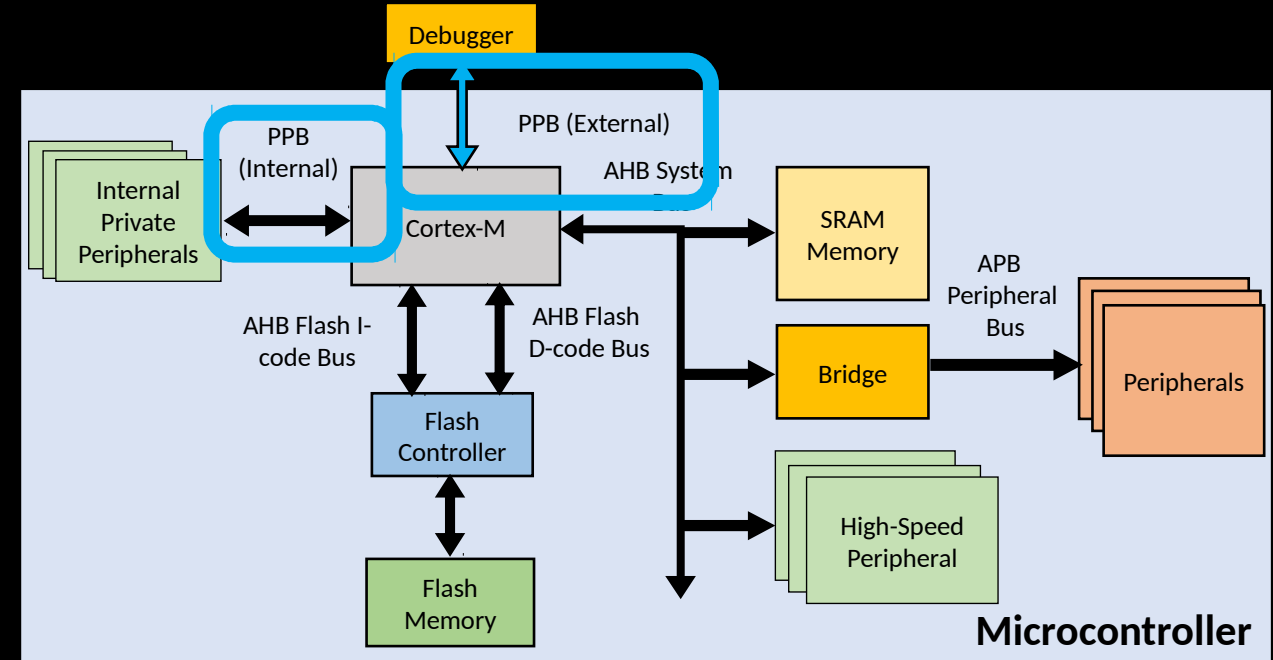 Debugger
PPB (External)
PPB
(Internal)
AHB System
Bus
Internal
Private
Peripherals
Cortex-M
SRAM
Memory
APB
Peripheral
Bus
AHB Flash I-
code Bus
AHB Flash
D-code Bus
Bridge
Peripherals
Flash
Controller
High-Speed
Peripheral
Flash
Memory
Microcontroller